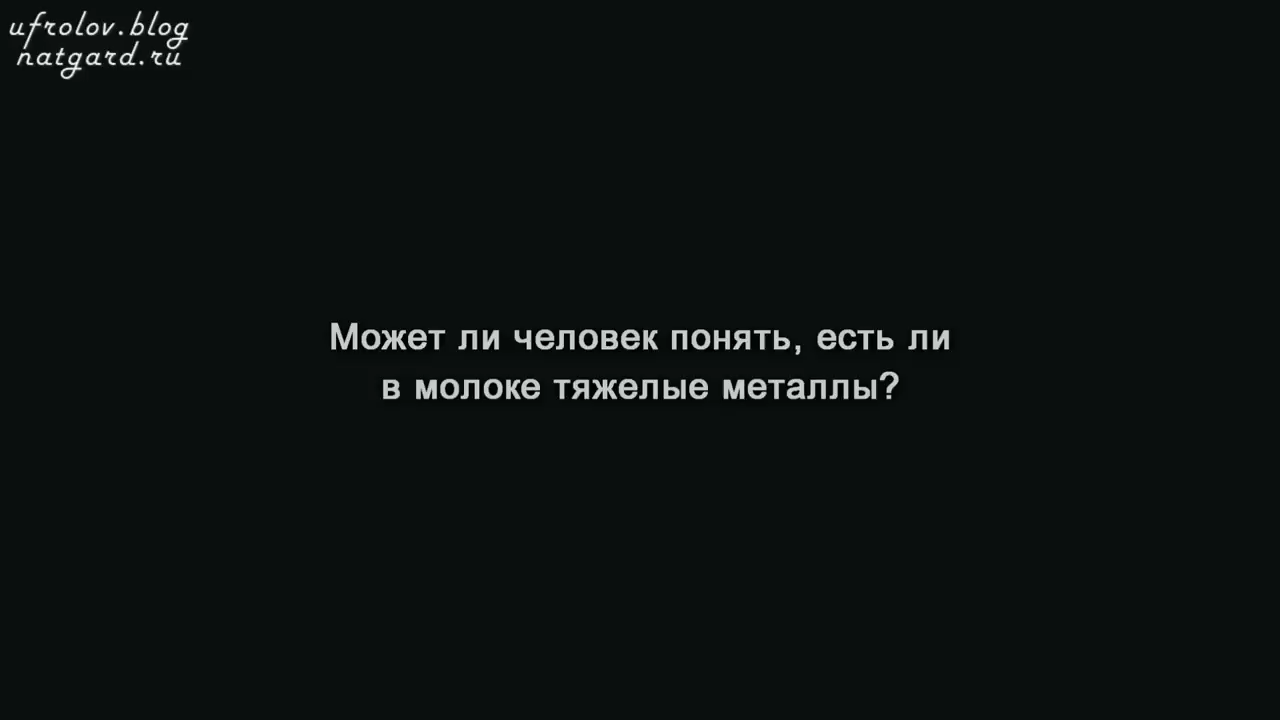 ufrolov.blog
natgard.ru
Может ли человек понять, есть ли
в молоке тяжелые металлы?